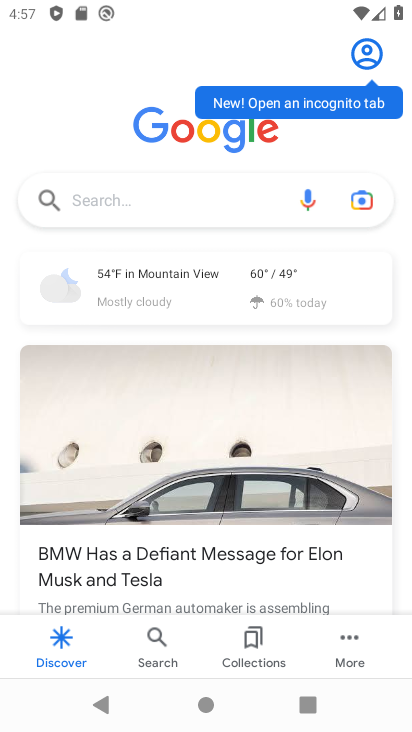 4:57
New! Open an incognito tab
Google
Search...
54°F in Mountain View
60° / 49°
Mostly cloudy
60% today
BMW Has a Defiant Message for Elon
Musk and Tesla
The premium German automaker is assembling
Discover
Search
Collections
More